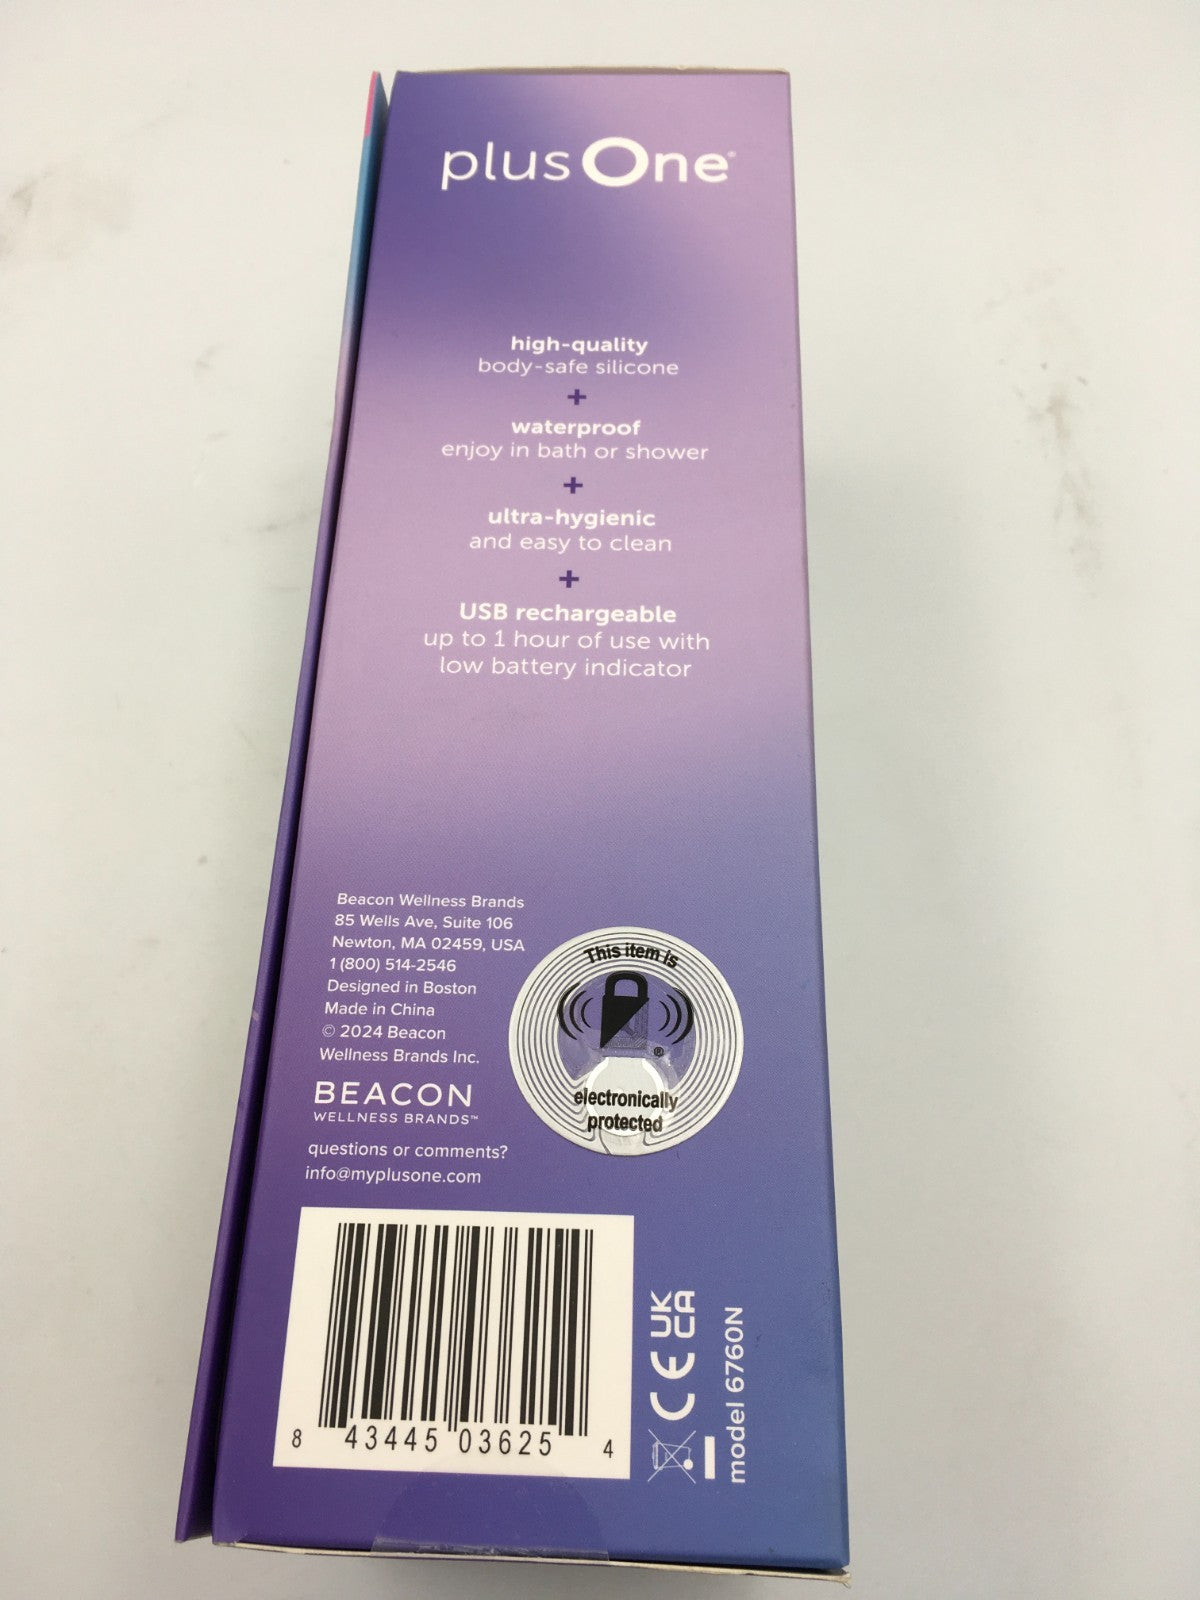 plusOne®
high-quality
body-safe silicone
+
waterproof
enjoy in bath or shower
+
ultra-hygienic
and easy to clean
+
USB rechargeable
up to 1 hour of use with
low battery indicator
Beacon Wellness Brands
85 Wells Ave, Suite 106
Newton, MA 02459, USA
1 (800) 514-2546
Designed in Boston
Made in China
© 2024 Beacon
Wellness Brands Inc.
BEACON
WELLNESS BRANDS™
questions or comments?
info@myplusone.com
This item is
®
electronically
protected
8 43445 03625 4
CE UK
CA
model 6760N